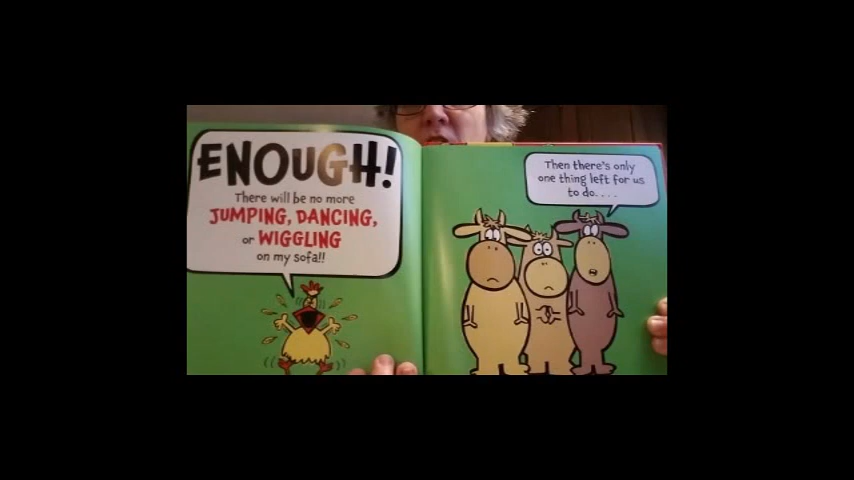 ENOUGH!
There will be no more
JUMPING, DANCING,
or WIGGLING
on my sofa!!
Then there's only
one thing left for us
to do. . . .